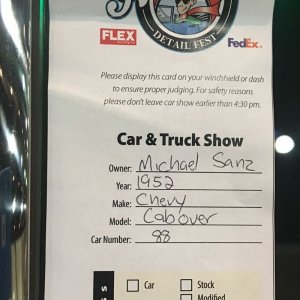 DETAIL FEST
FLEX
FedEx
Please display this card on your windshield or dash
to ensure proper judging. For safety reasons
please don't leave car show earlier than 4:30 pm.
Car & Truck Show
Owner: Michael Sanz
Year: 1952
Make: Chevy
Model: Cabover
Car Number: 88
Car
Stock
Modified